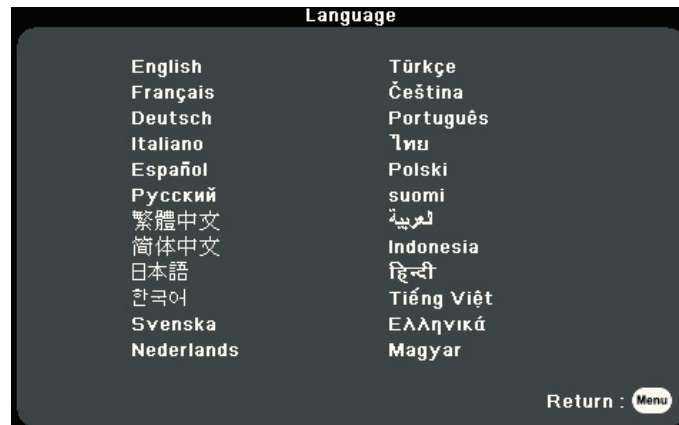 Language
English
Français
Deutsch
Italiano
Español
Русский
繁體中文
简体中文
日本語
한국어
Svenska
Nederlands
Türkçe
Čeština
Português
ไทย
Polski
suomi
العربية
Indonesia
हिन्दी
Tiếng Việt
Ελληνικά
Magyar
Return : Menu